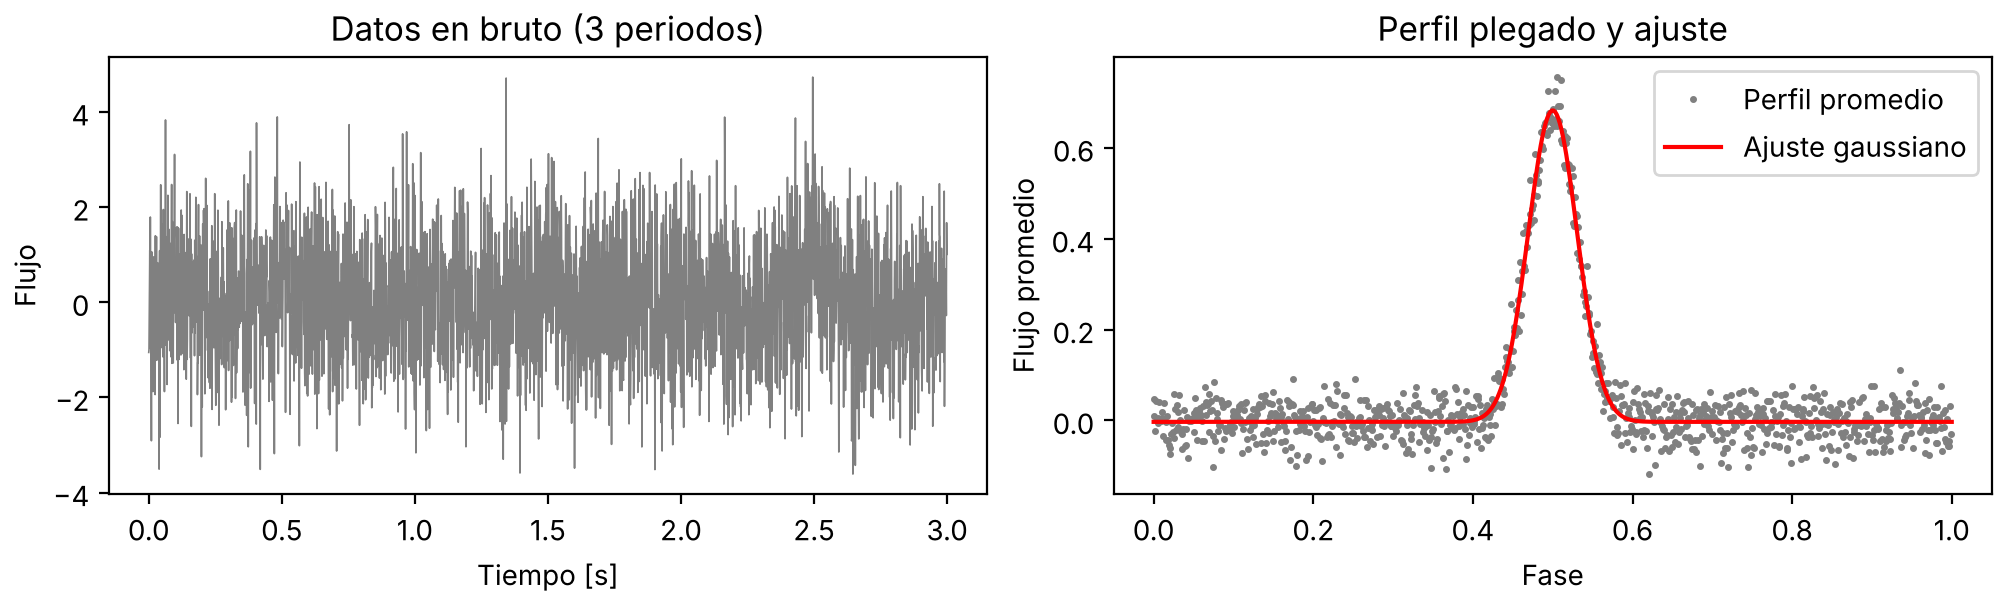 Datos en bruto (3 periodos)
4
2
0
−2
−4
Flujo
0.0 0.5 1.0 1.5 2.0 2.5 3.0
Tiempo [s]
Perfil plegado y ajuste
Perfil promedio
Ajuste gaussiano
0.6
0.4
0.2
0.0
Flujo promedio
0.0 0.2 0.4 0.6 0.8 1.0
Fase